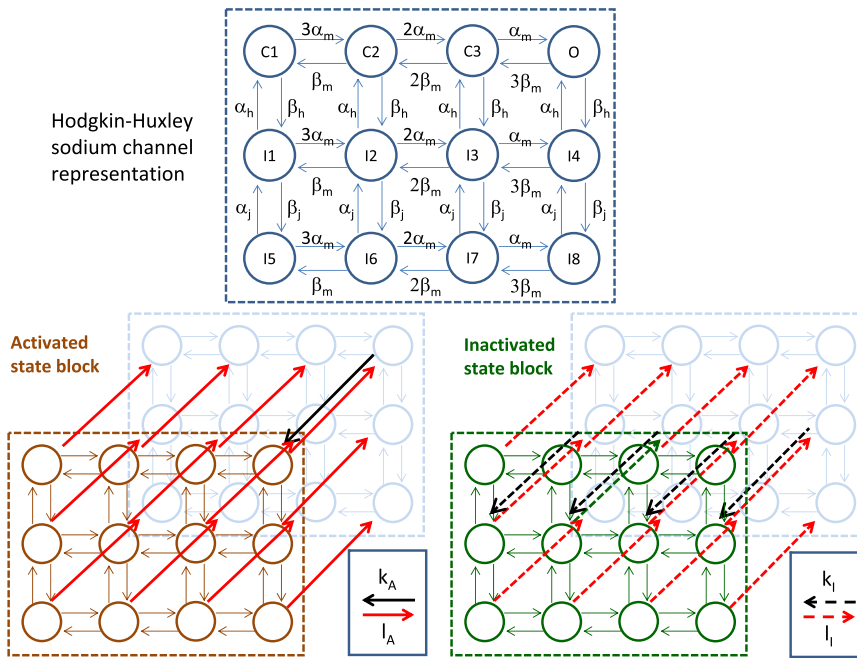 3αm 2αm αm
C1 C2 C3 O
βm 2βm 3βm
αh βh αh βh αh βh αh βh
Hodgkin-Huxley
sodium channel
representation
3αm 2αm αm
I1 I2 I3 I4
βm 2βm 3βm
αj βj αj βj αj βj αj βj
3αm 2αm αm
I5 I6 I7 I8
βm 2βm 3βm
Activated
state block
Inactivated
state block
kA
lA
kI
lI